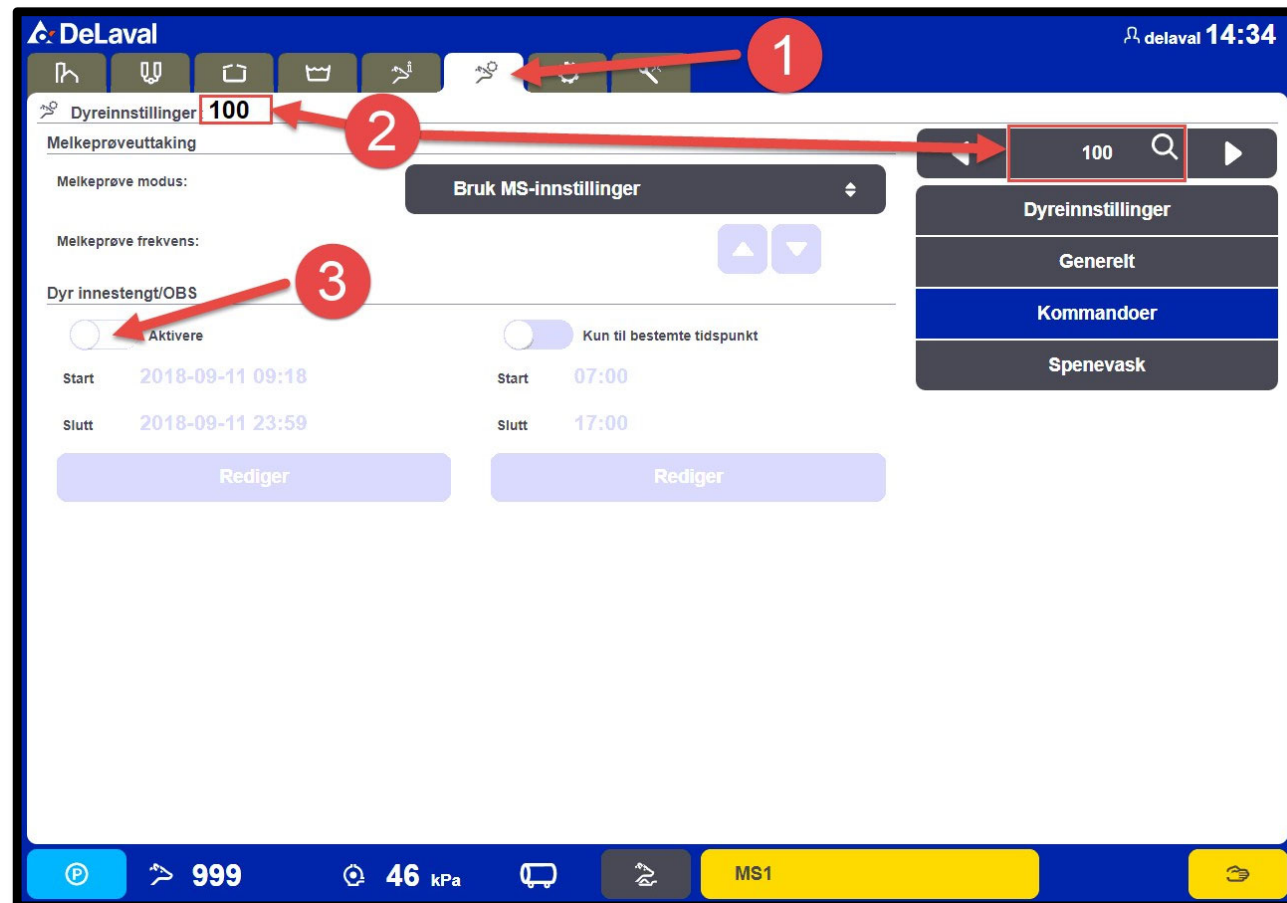 DeLaval
delaval 14:34
1
Dyreinnstillinger 100
2
Melkeprøveuttaking
100
Melkeprøve modus:
Bruk MS-innstillinger
Dyreinnstillinger
Melkeprøve frekvens:
Generelt
3
Dyr innestengt/OBS
Kommandoer
Aktivere
Kun til bestemte tidspunkt
Spenevask
Start 2018-09-11 09:18
Start 07:00
Slutt 2018-09-11 23:59
Slutt 17:00
Rediger
Rediger
P
999
46 kPa
MS1